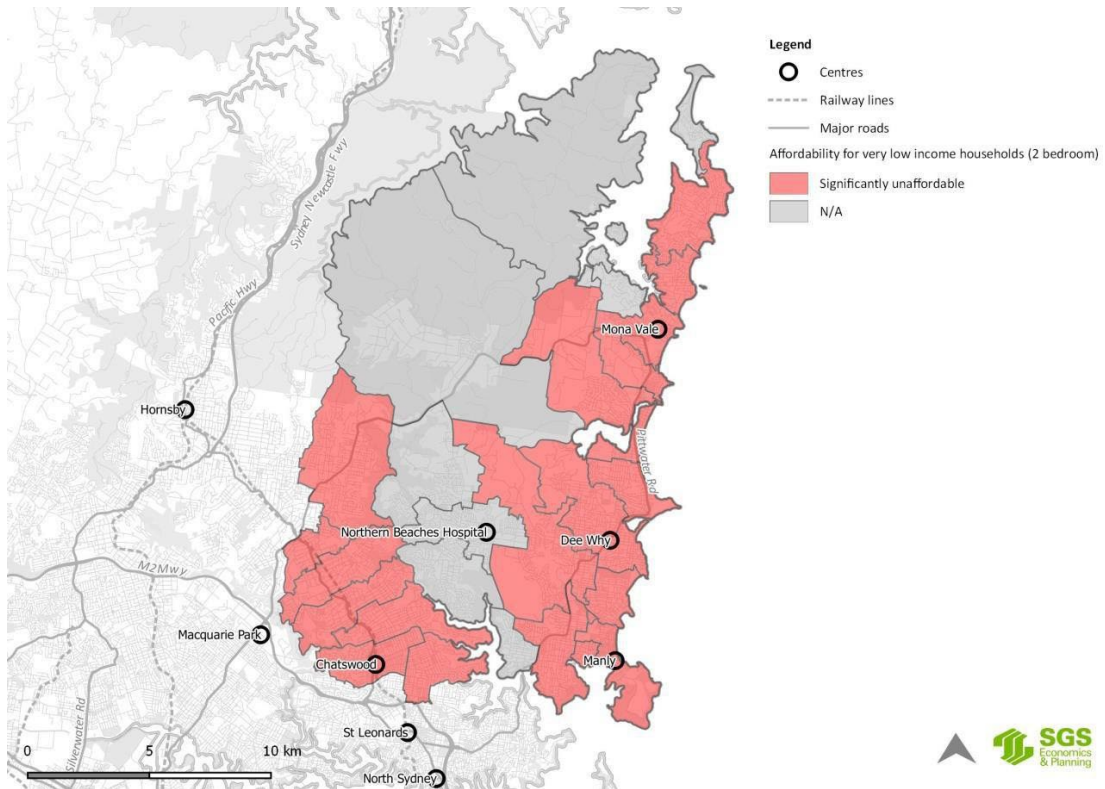 Legend
Centres
Railway lines
Major roads
Affordability for very low income households (2 bedroom)
Significantly unaffordable
N/A
Sydney Newcastle Fwy
Pacific Hwy
Mona Vale
Hornsby
Pittwater Rd
Northern Beaches Hospital
Dee Why
M2Mwy
Macquarie Park
Chatswood
Manly
Silverwater Rd
St Leonards
North Sydney
0 5 10 km
SGS
Economics
& Planning